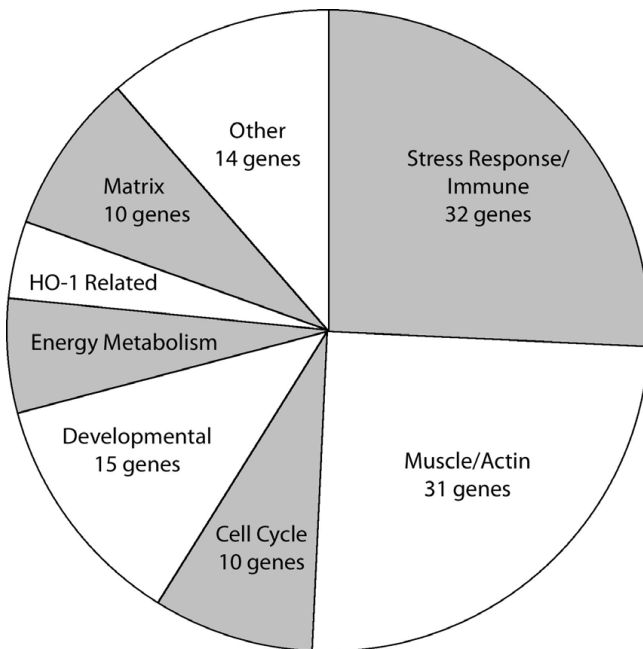 Other
14 genes
Stress Response/
Immune
32 genes
Matrix
10 genes
HO-1 Related
Energy Metabolism
Developmental
15 genes
Muscle/Actin
31 genes
Cell Cycle
10 genes